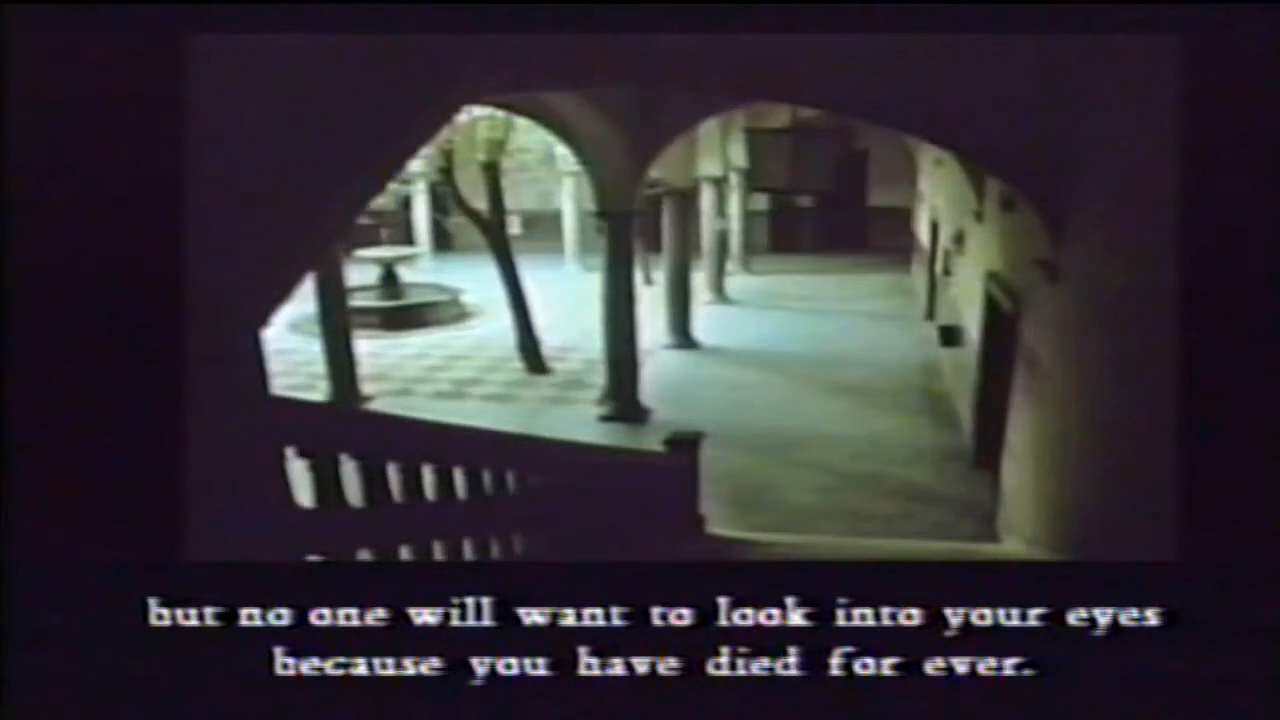 but no one will want to look into your eyes
because you have died for ever.